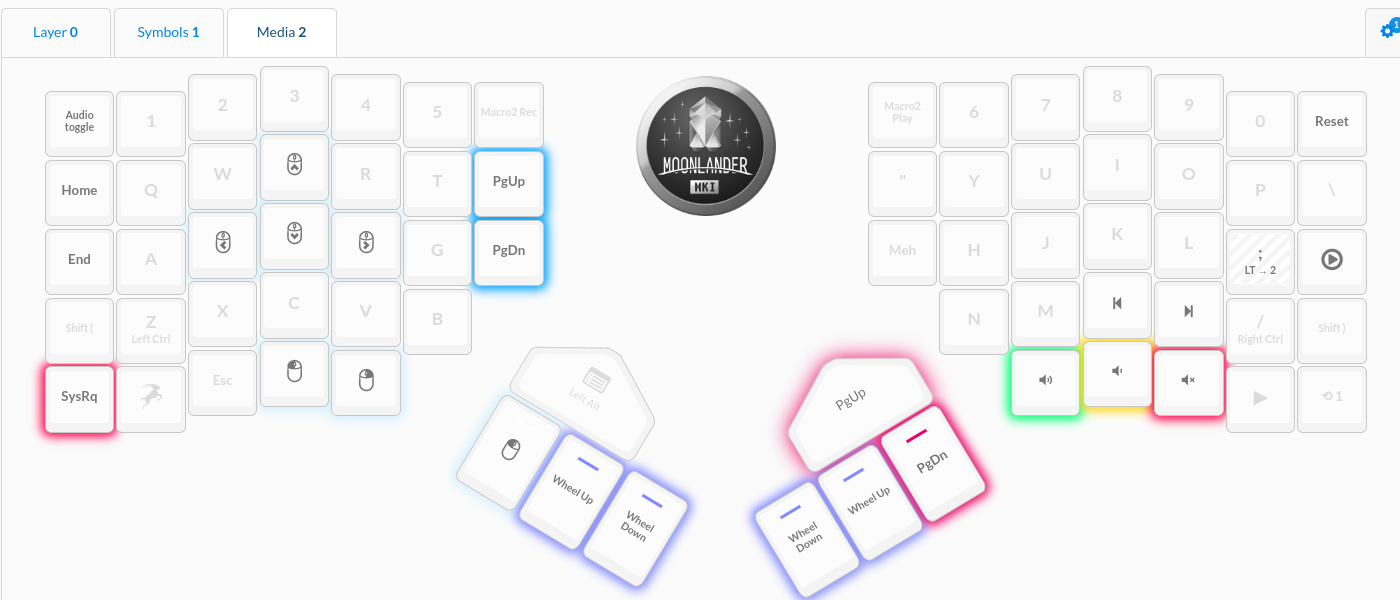 Layer 0
Symbols 1
Media 2
1
Audio
toggle
1
2
3
4
5
Macro2 Rec
Macro2
Play
6
7
8
9
0
Reset
Home
Q
W
R
T
PgUp
"
Y
U
I
O
P
\
End
A
G
PgDn
Meh
H
J
K
L
;
LT → 2
Shift (
Z
Left Ctrl
X
C
V
B
N
M
/
Right Ctrl
Shift )
SysRq
Esc
1
MOONLANDER
MKI
Left Alt
Wheel Up
Wheel
Down
PgUp
PgDn
Wheel Up
Wheel
Down